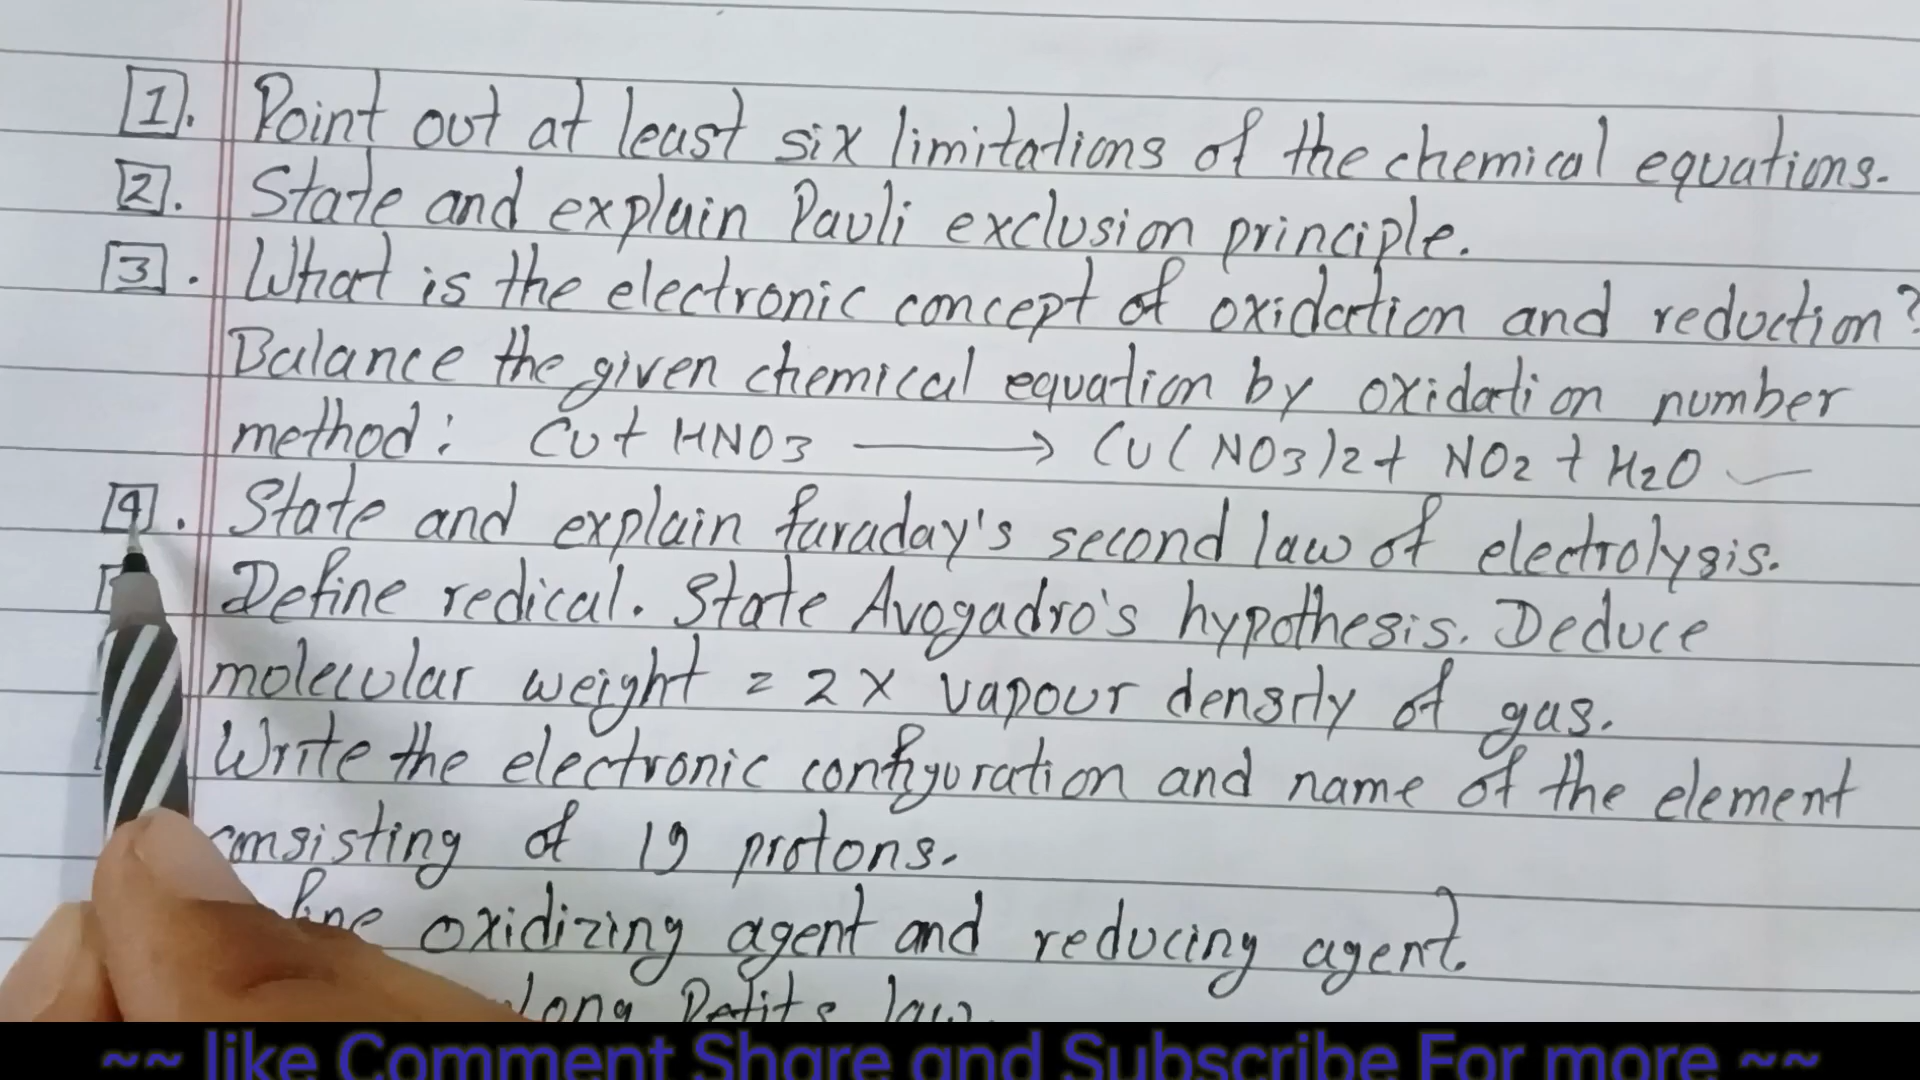 1. Point out at least six limitations of the chemical equations.
2. State and explain Pauli exclusion principle.
3. What is the electronic concept of oxidation and reduction?
Balance the given chemical equation by oxidation number
method: Cu + HNO3 ⟶ Cu(NO3)2 + NO2 + H2O
4. State and explain faraday's second law of electrolysis.
Define redical. State Avogadro's hypothesis. Deduce
molecular weight = 2 x vapour density of gas.
Write the electronic configuration and name of the element
consisting of 19 protons.
oxidizing agent and reducing agent.
Petit's law.
~~ like Comment Share and Subscribe For more ~~